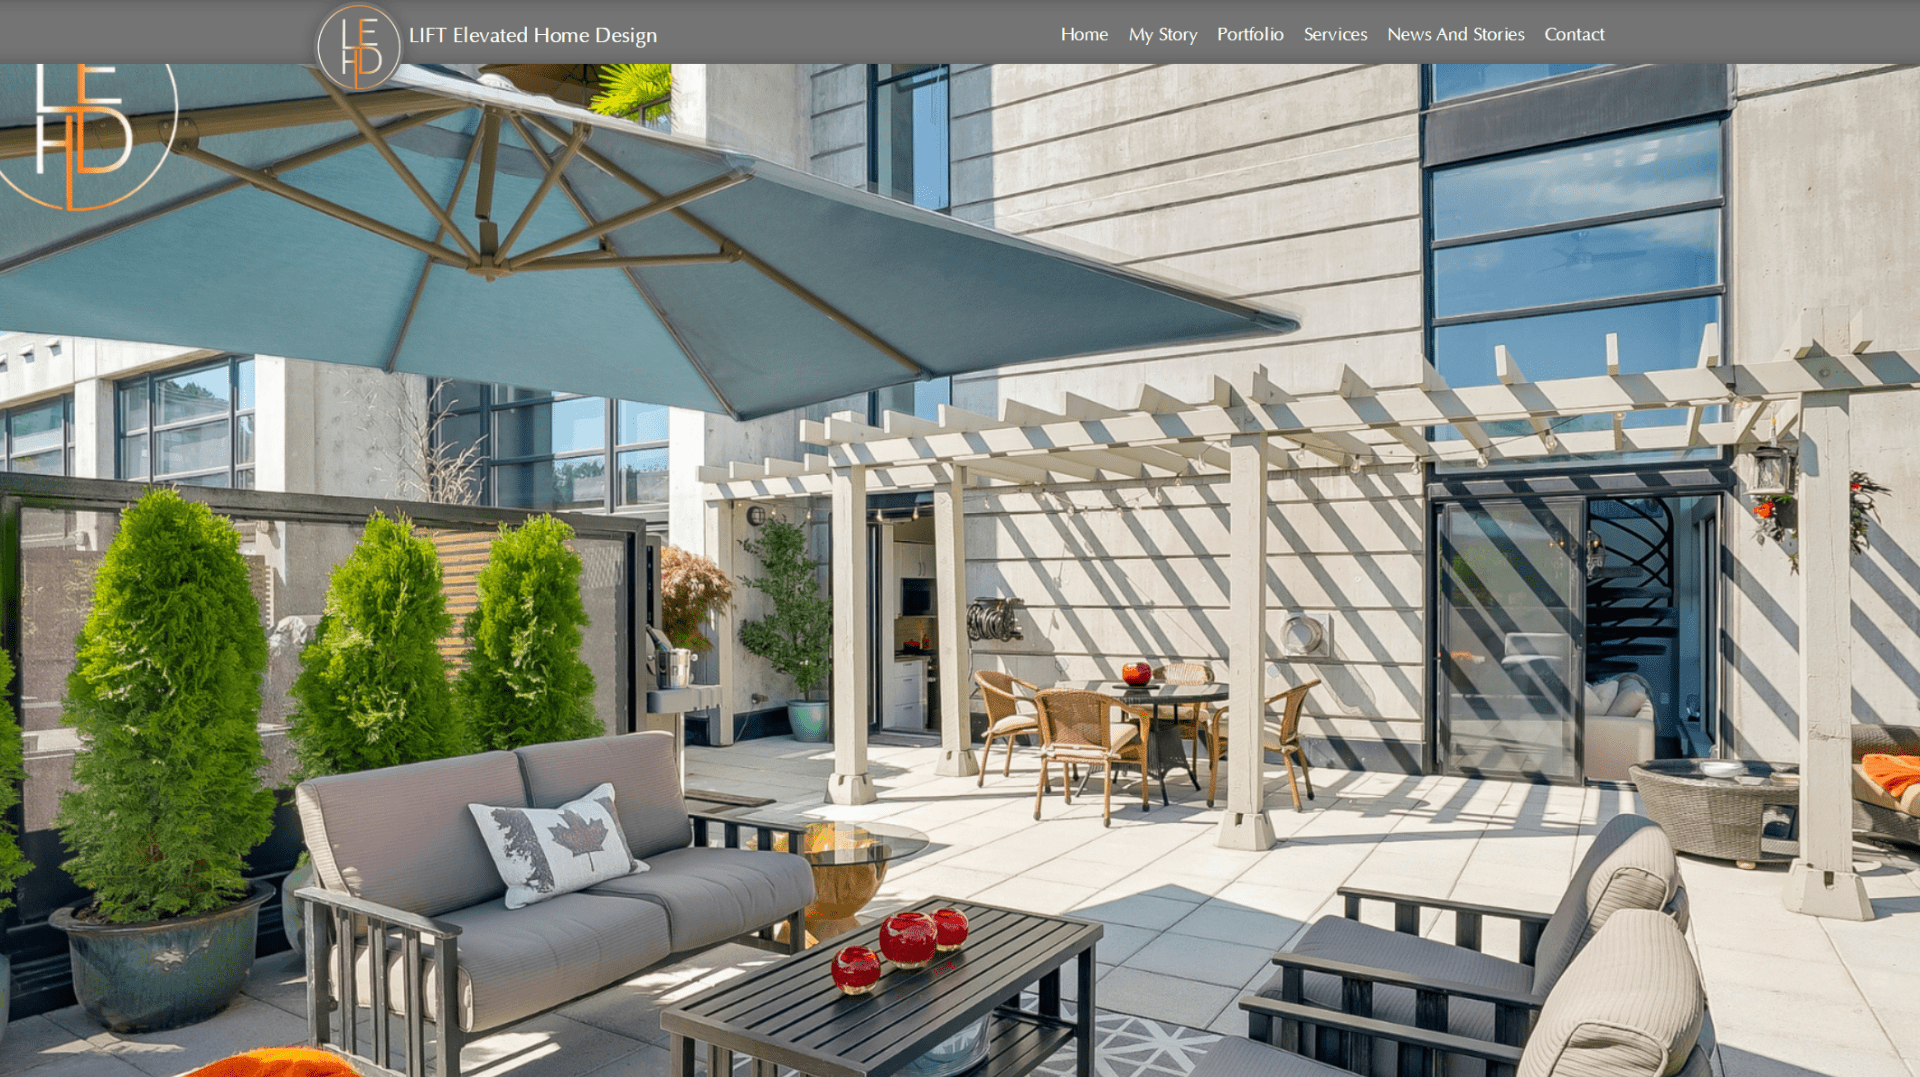 LEHD
LIFT Elevated Home Design
Home
My Story
Portfolio
Services
News And Stories
Contact
LEHD